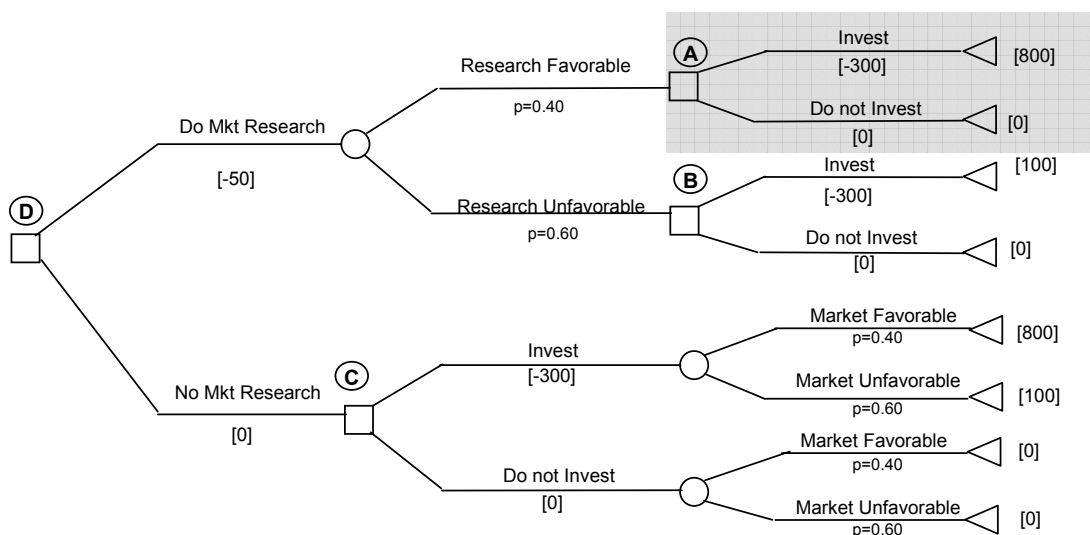 A
Invest
[-300]
[800]
Research Favorable
p=0.40
Do not Invest
[0]
[0]
Do Mkt Research
[-50]
B
Invest
[-300]
[100]
Research Unfavorable
p=0.60
Do not Invest
[0]
[0]
D
Market Favorable
p=0.40
[800]
C
Invest
[-300]
No Mkt Research
[0]
Market Unfavorable
p=0.60
[100]
Market Favorable
p=0.40
[0]
Do not Invest
[0]
Market Unfavorable
p=0.60
[0]